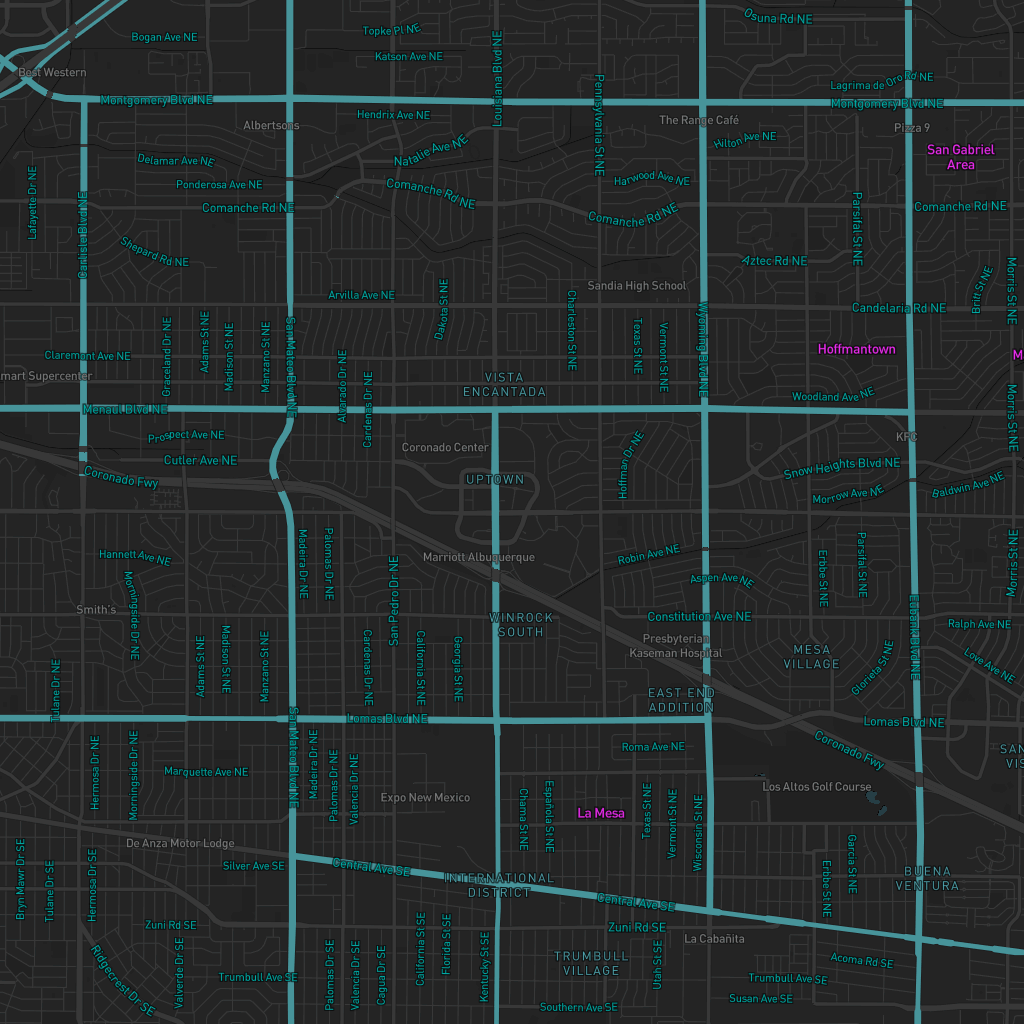 Osuna Rd NE
Topke Pl NE
Bogan Ave NE
Katson Ave NE
Louisiana Blvd NE
Best Western
Lagrima de Oro Rd NE
Montgomery Blvd NE
Montgomery Blvd NE
Pennsylvania St NE
Hendrix Ave NE
Albertsons
The Range Café
Pizza 9
Hilton Ave NE
Natalie Ave NE
San Gabriel
Area
Delamar Ave NE
Ponderosa Ave NE
Harwood Ave NE
Lafayette Dr NE
Comanche Rd NE
Comanche Rd NE
Comanche Rd NE
Comanche Rd NE
Parsifal St NE
Carlisle Blvd NE
Shepard Rd NE
Aztec Rd NE
Morris St NE
Britt St NE
Sandia High School
Arvilla Ave NE
Dakota St NE
Candelaria Rd NE
Charleston St NE
Graceland Dr NE
Adams St NE
Madison St NE
Manzano St NE
San Mateo Blvd NE
Texas St NE
Vermont St NE
Wyoming Blvd NE
Hoffmantown
M
Claremont Ave NE
mart Supercenter
Alvarado Dr NE
Cardenas Dr NE
VISTA
ENCANTADA
Woodland Ave NE
Morris St NE
Menaul Blvd NE
Prospect Ave NE
KFC
Coronado Center
Cutler Ave NE
Hoffman Dr NE
Snow Heights Blvd NE
Coronado Fwy
UPTOWN
Morrow Ave NE
Baldwin Ave NE
Hannett Ave NE
Madeira Dr NE
Palomas Dr NE
Marriott Albuquerque
Robin Ave NE
Aspen Ave NE
Erbbe St NE
Parsifal St NE
Morris St NE
Morningside Dr NE
San Pedro Dr NE
Smith's
WINROCK
SOUTH
Constitution Ave NE
Eubank Blvd NE
Ralph Ave NE
Presbyterian
Kaseman Hospital
MESA
VILLAGE
Adams St NE
Madison St NE
Manzano St NE
Cardenas Dr NE
California St NE
Georgia St NE
Glorieta St NE
Love Ave NE
Tulane Dr NE
EAST END
ADDITION
Lomas Blvd NE
Lomas Blvd NE
San Mateo Blvd NE
Roma Ave NE
Coronado Fwy
SAN
VIS
Hermosa Dr NE
Morningside Dr NE
Marquette Ave NE
Madeira Dr NE
Palomas Dr NE
Valencia Dr NE
Expo New Mexico
Los Altos Golf Course
Chama St NE
Española St NE
La Mesa
Texas St NE
Vermont St NE
Wisconsin St NE
De Anza Motor Lodge
Silver Ave SE
Central Ave SE
INTERNATIONAL
DISTRICT
Central Ave SE
Erbbe St NE
Garcia St NE
BUENA
VENTURA
Bryn Mawr Dr SE
Tulane Dr SE
Hermosa Dr SE
Zuni Rd SE
Zuni Rd SE
La Cabañita
Ridgecrest Dr SE
Valverde Dr SE
Trumbull Ave SE
Palomas Dr SE
Valencia Dr SE
Cagua Dr SE
California St SE
Florida St SE
Kentucky St SE
TRUMBULL
VILLAGE
Utah St SE
Acoma Rd SE
Trumbull Ave SE
Susan Ave SE
Southern Ave SE